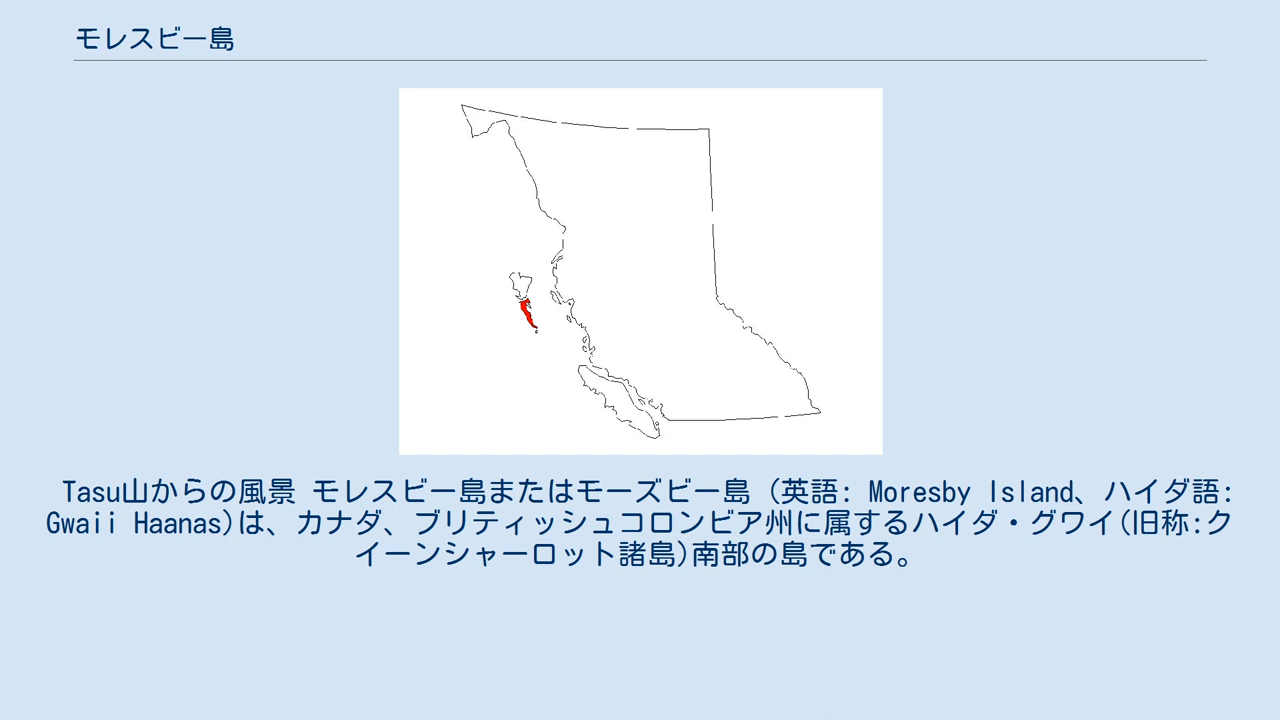 モレスビー島
Tasu山からの風景 モレスビー島またはモーズビー島 (英語: Moresby Island、ハイダ語:
Gwaii Haanas)は、カナダ、ブリティッシュコロンビア州に属するハイダ・グワイ(旧称:ク
イーンシャーロット諸島)南部の島である。